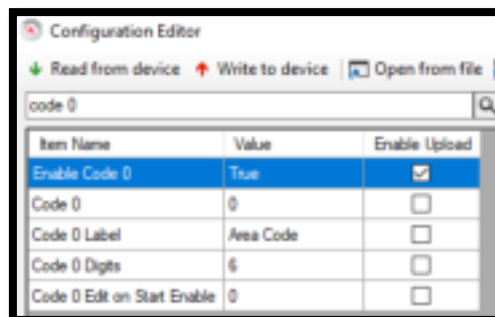 Configuration Editor
Read from device Write to device Open from file
code 0
Item Name Value Enable Upload
Enable Code 0 True
Code 0 0
Code 0 Label Area Code
Code 0 Digits 6
Code 0 Edit on Start Enable 0